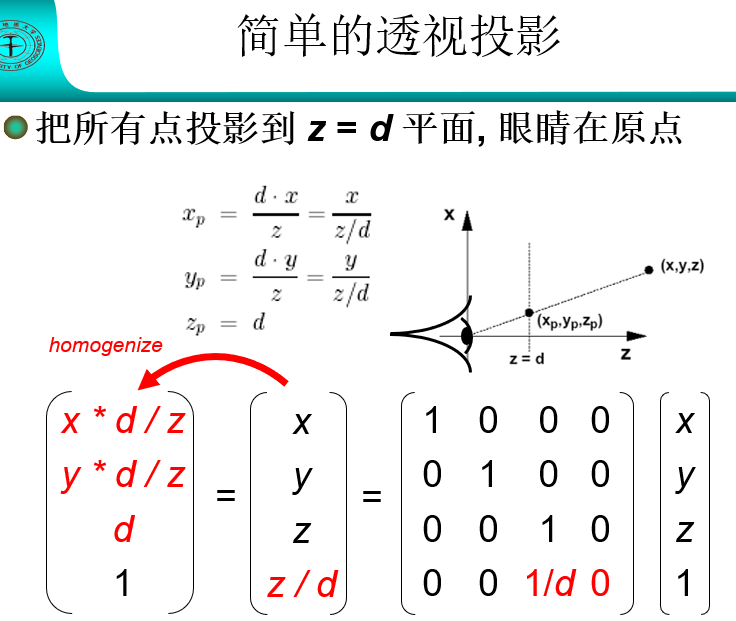 简单的透视投影
把所有点投影到 z = d 平面, 眼睛在原点
x_p = d · x / z = x / z/d
y_p = d · y / z = y / z/d
z_p = d
x
(x,y,z)
(x_p,y_p,z_p)
z = d
z
homogenize
x * d / z   x   1 0 0 0   x
y * d / z   y   0 1 0 0   y
= =
d   z   0 0 1 0   z
1   z / d   0 0 1/d 0   1